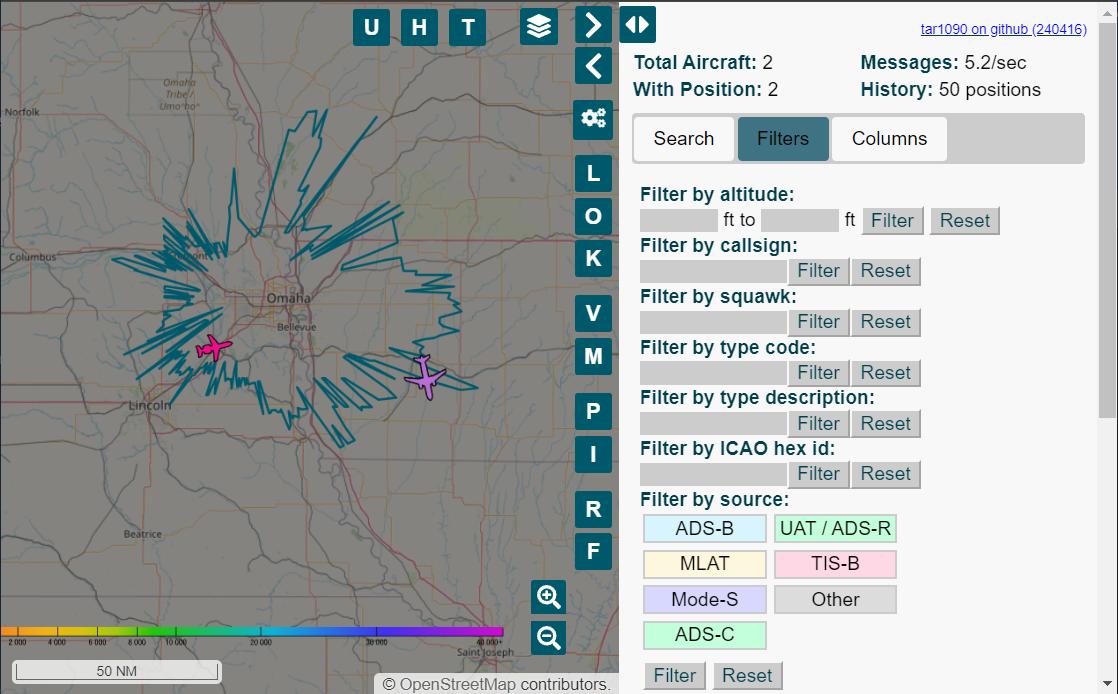 U H T
tar1090 on github (240416)
Total Aircraft: 2 Messages: 5.2/sec
With Position: 2 History: 50 positions
Search Filters Columns
Filter by altitude:
ft to ft Filter Reset
Filter by callsign:
Filter Reset
Filter by squawk:
Filter Reset
Filter by type code:
Filter Reset
Filter by type description:
Filter Reset
Filter by ICAO hex id:
Filter Reset
Filter by source:
ADS-B UAT / ADS-R
MLAT TIS-B
Mode-S Other
ADS-C
Filter Reset
L
O
K
V
M
P
I
R
F
Omaha
Tribe /
Umoⁿhoⁿ
Norfolk
Columbus
Omaha
Bellevue
Lincoln
Beatrice
Saint Joseph
2 000 4 000 6 000 8 000 10 000 20 000 30 000 40 000+
50 NM
© OpenStreetMap contributors.